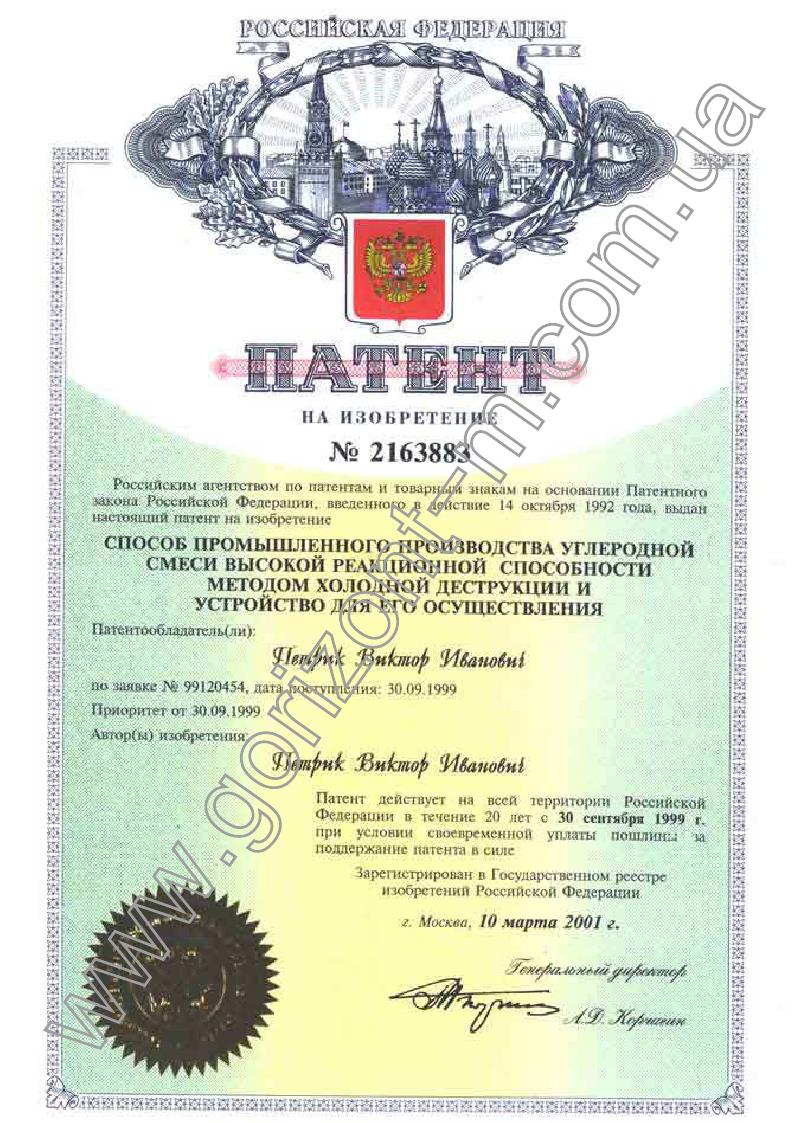 РОССИЙСКАЯ ФЕДЕРАЦИЯ
ПАТЕНТ
НА ИЗОБРЕТЕНИЕ
№ 2163883
Российским агентством по патентам и товарным знакам на основании Патентного
закона Российской Федерации, введенного в действие 14 октября 1992 года, выдан
настоящий патент на изобретение
СПОСОБ ПРОМЫШЛЕННОГО ПРОИЗВОДСТВА УГЛЕРОДНОЙ
СМЕСИ ВЫСОКОЙ РЕАКЦИОННОЙ СПОСОБНОСТИ
МЕТОДОМ ХОЛОДНОЙ ДЕСТРУКЦИИ И
УСТРОЙСТВО ДЛЯ ЕГО ОСУЩЕСТВЛЕНИЯ
Патентообладатель(ли):
Петрик Виктор Иванович
по заявке № 99120454, дата поступления: 30.09.1999
Приоритет от 30.09.1999
Автор(ы) изобретения:
Петрик Виктор Иванович
Патент действует на всей территории Российской
Федерации в течение 20 лет с 30 сентября 1999 г.
при условии своевременной уплаты пошлины за
поддержание патента в силе
Зарегистрирован в Государственном реестре
изобретений Российской Федерации
г. Москва, 10 марта 2001 г.
Генеральный директор
А.Д. Корчагин
www.gorizont-m.com.ua